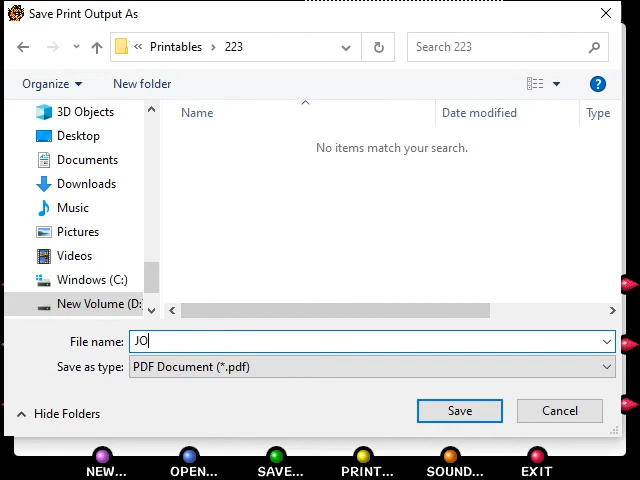 Save Print Output As
« Printables > 223
Search 223
Organize
New folder
?
Name
Date modified
Type
No items match your search.
3D Objects
Desktop
Documents
Downloads
Music
Pictures
Videos
Windows (C:)
New Volume (D:
File name: JO
Save as type: PDF Document (*.pdf)
Hide Folders
Save
Cancel
NEW... OPEN... SAVE... PRINT... SOUND... EXIT